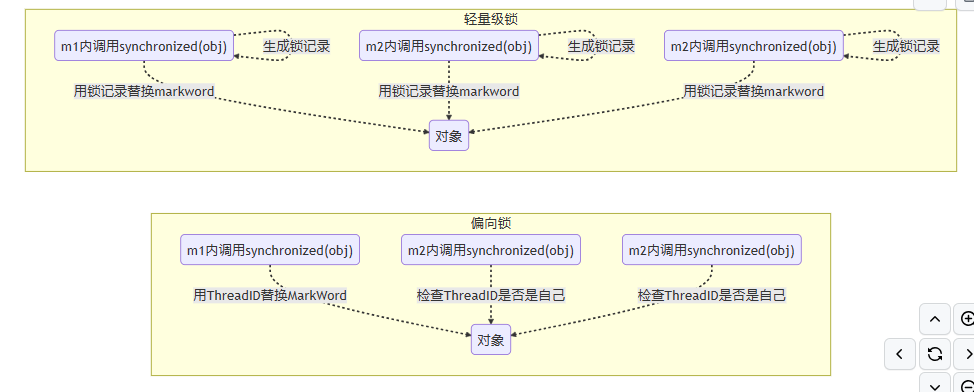 轻量级锁
m1内调用synchronized(obj)
生成锁记录
m2内调用synchronized(obj)
生成锁记录
m2内调用synchronized(obj)
生成锁记录
用锁记录替换markword
用锁记录替换markword
用锁记录替换markword
对象
偏向锁
m1内调用synchronized(obj)
m2内调用synchronized(obj)
m2内调用synchronized(obj)
用ThreadID替换MarkWord
检查ThreadID是否是自己
检查ThreadID是否是自己
对象